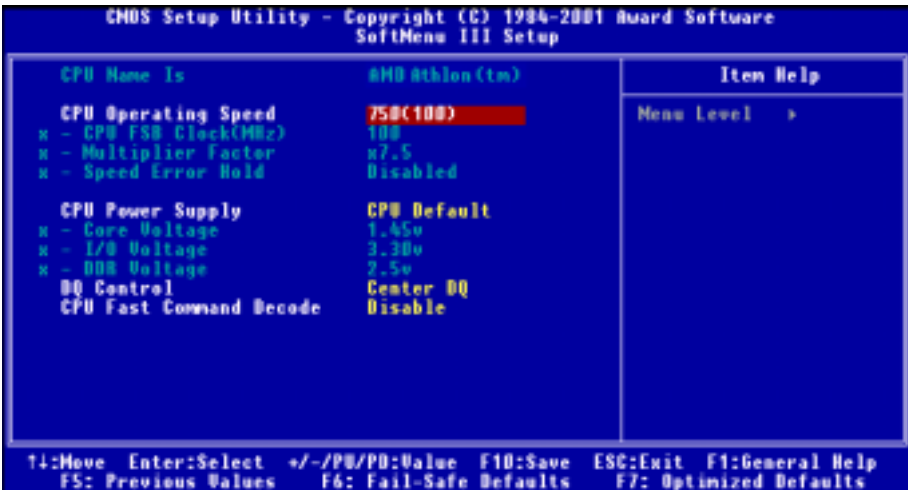 CMOS Setup Utility - Copyright (C) 1984-2001 Award Software
SoftMenu III Setup
CPU Name Is AMD Athlon(tm)
Item Help
CPU Operating Speed 750(100)
Menu Level ▸
x - CPU FSB Clock(MHz) 100
x - Multiplier Factor x7.5
x - Speed Error Hold Disabled
CPU Power Supply CPU Default
x - Core Voltage 1.45v
x - I/O Voltage 3.30v
x - DDR Voltage 2.5v
DQ Control Center DQ
CPU Fast Command Decode Disable
↑↓:Move Enter:Select +/-/PU/PD:Value F10:Save ESC:Exit F1:General Help
F5: Previous Values F6: Fail-Safe Defaults F7: Optimized Defaults